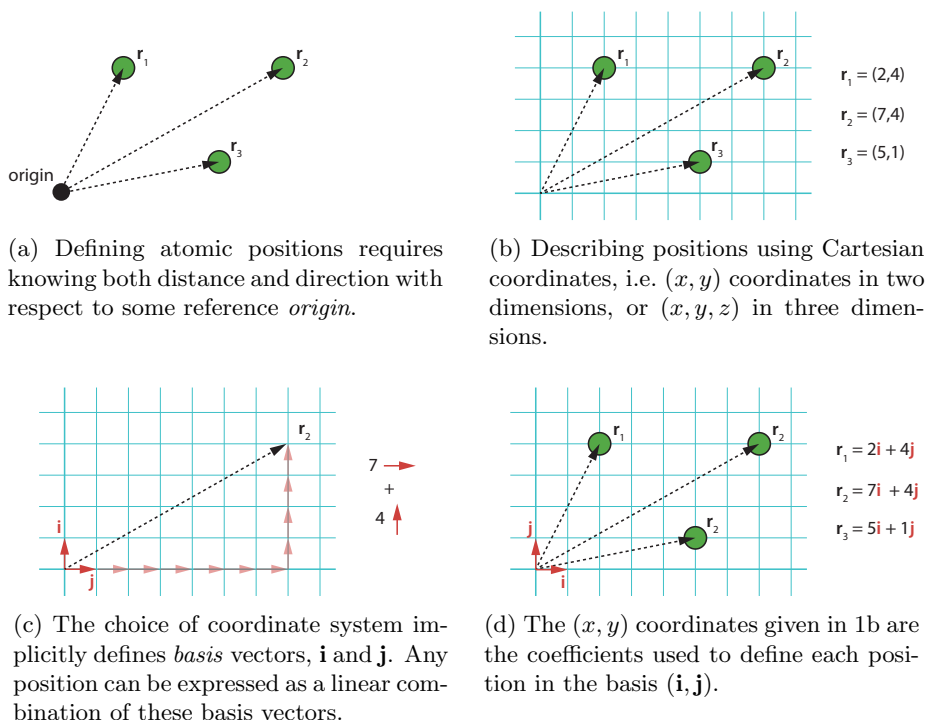 r1
r2
r3
origin
(a) Defining atomic positions requires
knowing both distance and direction with
respect to some reference origin.
r1
r2
r3
r1 = (2,4)
r2 = (7,4)
r3 = (5,1)
(b) Describing positions using Cartesian
coordinates, i.e. (x, y) coordinates in two
dimensions, or (x, y, z) in three dimen-
sions.
r2
i
j
7
+
4
(c) The choice of coordinate system im-
plicitly defines basis vectors, i and j. Any
position can be expressed as a linear com-
bination of these basis vectors.
r1
r2
r2
j
i
r1 = 2i + 4j
r2 = 7i + 4j
r3 = 5i + 1j
(d) The (x, y) coordinates given in 1b are
the coefficients used to define each posi-
tion in the basis (i, j).